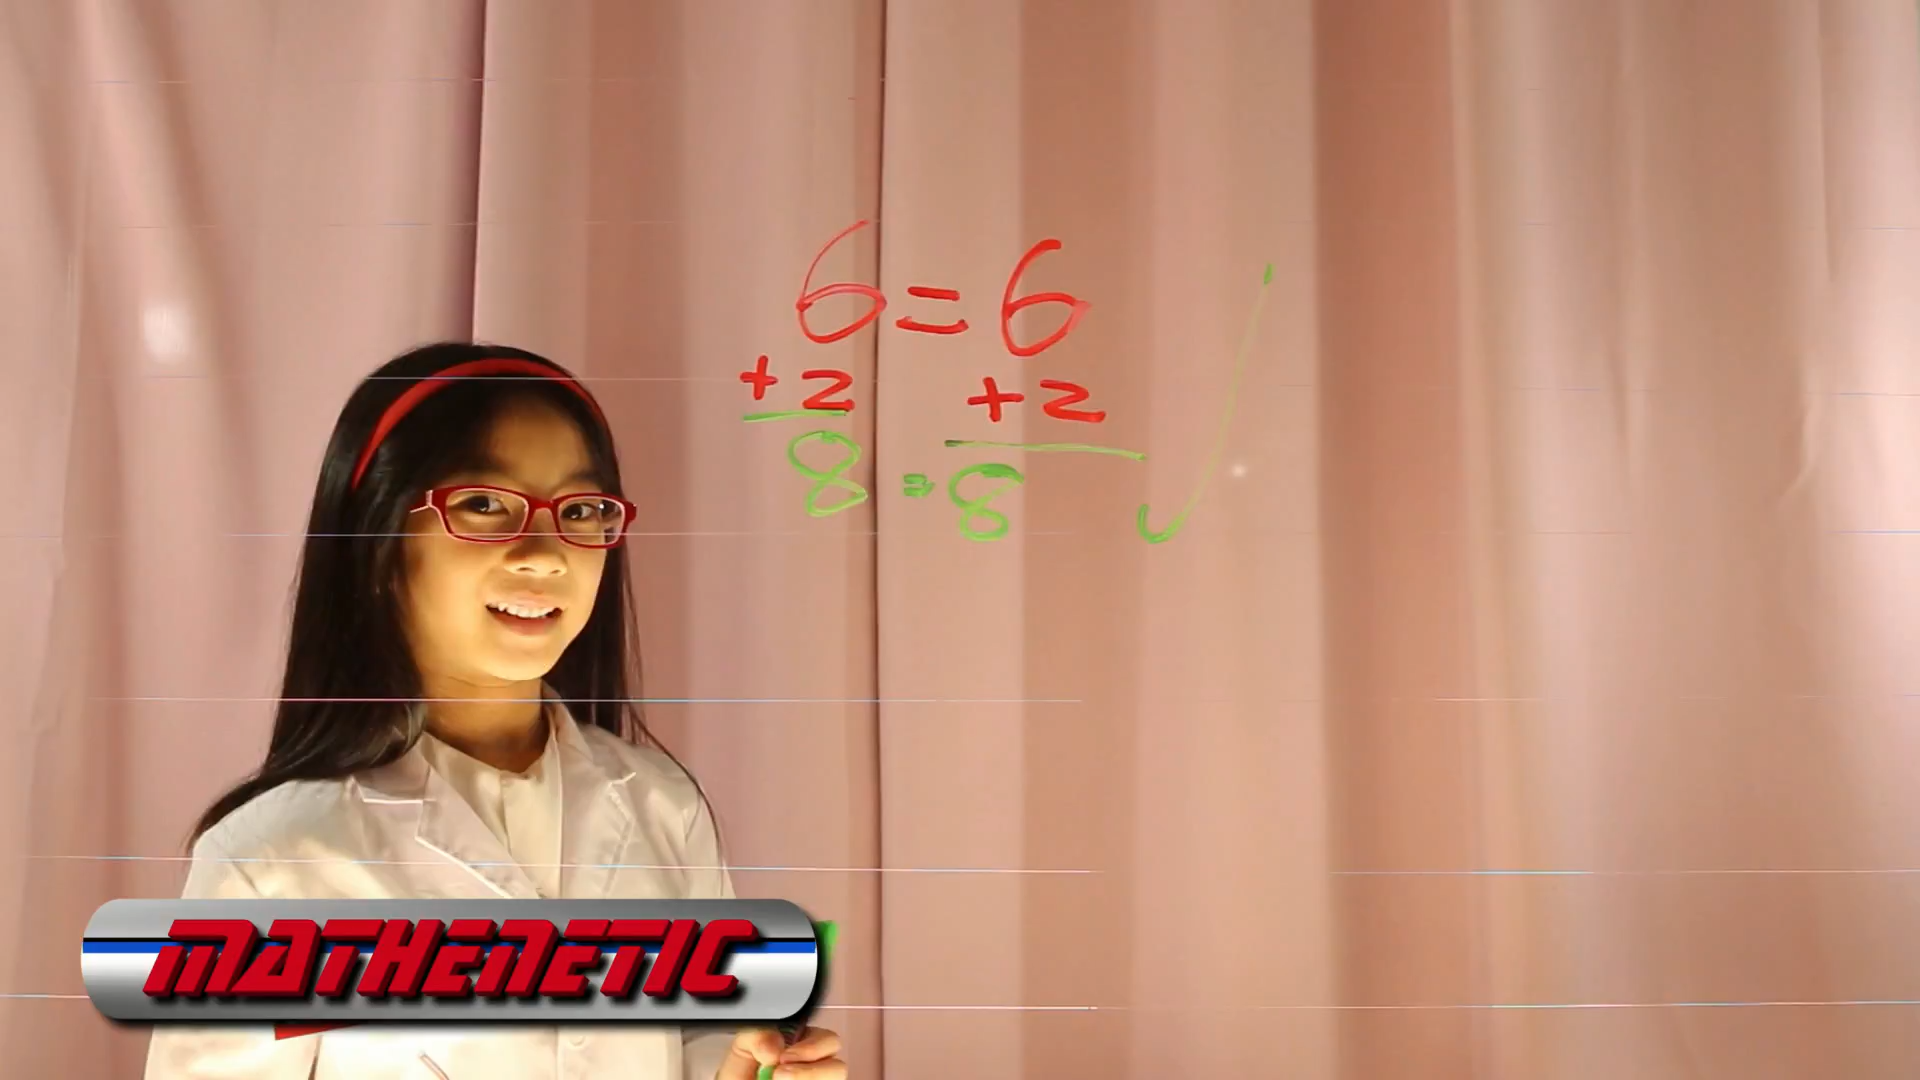 6 = 6
+ 2 + 2
8 = 8
MATHENETIC